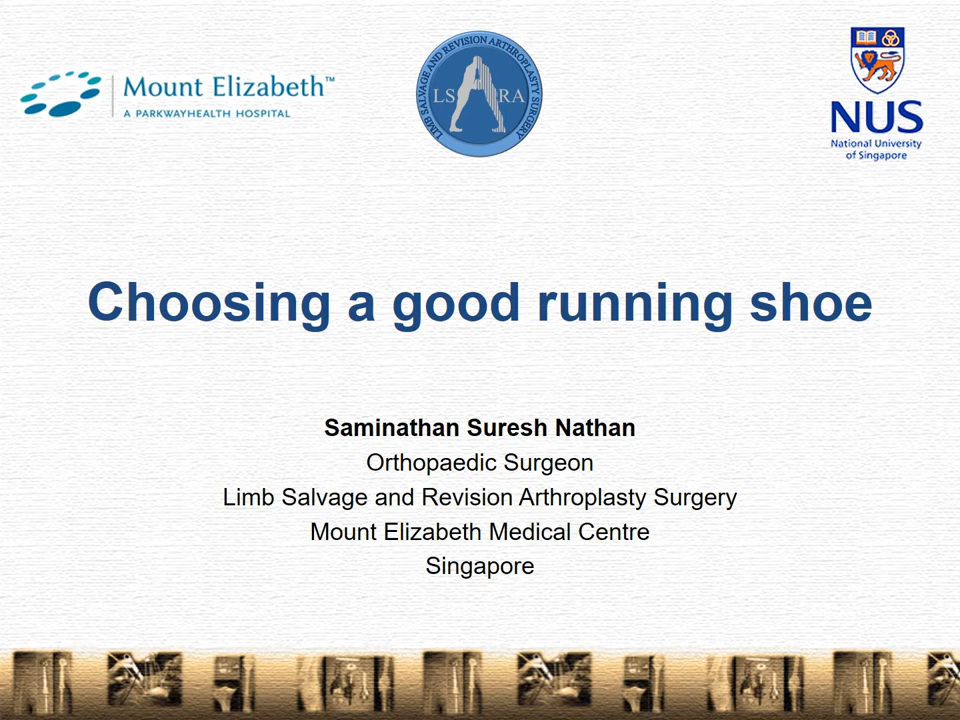 Mount Elizabeth™
A PARKWAYHEALTH HOSPITAL
LIMB SALVAGE AND REVISION ARTHROPLASTY SURGERY
LS RA
NUS
National University
of Singapore
Choosing a good running shoe
Saminathan Suresh Nathan
Orthopaedic Surgeon
Limb Salvage and Revision Arthroplasty Surgery
Mount Elizabeth Medical Centre
Singapore